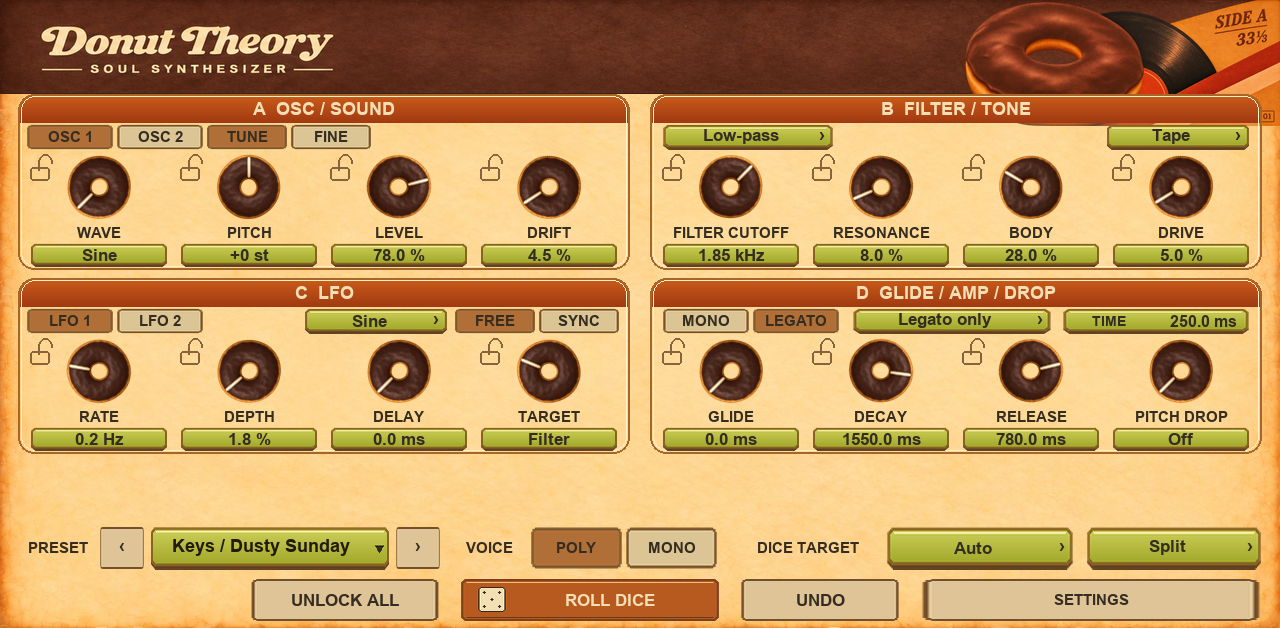 Donut Theory
SOUL SYNTHESIZER
SIDE A
33⅓
01
A OSC / SOUND
OSC 1 OSC 2 TUNE FINE
WAVE PITCH LEVEL DRIFT
Sine +0 st 78.0 % 4.5 %
B FILTER / TONE
Low-pass › Tape ›
FILTER CUTOFF RESONANCE BODY DRIVE
1.85 kHz 8.0 % 28.0 % 5.0 %
C LFO
LFO 1 LFO 2 Sine › FREE SYNC
RATE DEPTH DELAY TARGET
0.2 Hz 1.8 % 0.0 ms Filter
D GLIDE / AMP / DROP
MONO LEGATO Legato only › TIME 250.0 ms
GLIDE DECAY RELEASE PITCH DROP
0.0 ms 1550.0 ms 780.0 ms Off
PRESET ‹ Keys / Dusty Sunday ▼ › VOICE POLY MONO DICE TARGET Auto › Split ›
UNLOCK ALL ROLL DICE UNDO SETTINGS